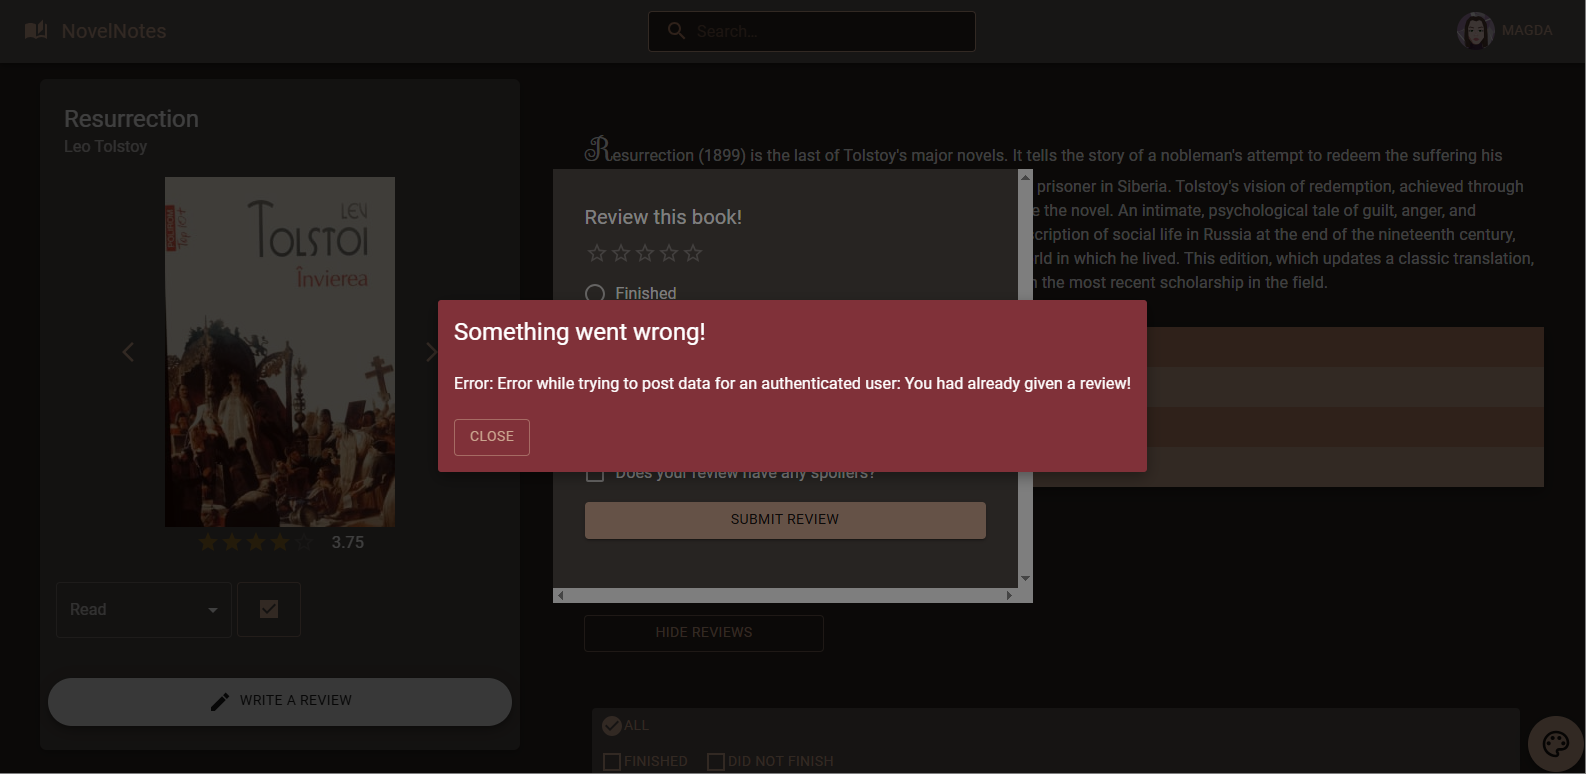 NovelNotes
Search...
MAGDA
Resurrection
Leo Tolstoy
POLIROM
Top 10+
LEV
TOLSTOI
Învierea
3.75
Read
WRITE A REVIEW
Resurrection (1899) is the last of Tolstoy's major novels. It tells the story of a nobleman's attempt to redeem the suffering his
prisoner in Siberia. Tolstoy's vision of redemption, achieved through
e the novel. An intimate, psychological tale of guilt, anger, and
scription of social life in Russia at the end of the nineteenth century,
rld in which he lived. This edition, which updates a classic translation,
the most recent scholarship in the field.
Review this book!
Finished
Something went wrong!
Error: Error while trying to post data for an authenticated user: You had already given a review!
CLOSE
Does your review have any spoilers?
SUBMIT REVIEW
HIDE REVIEWS
ALL
FINISHED
DID NOT FINISH